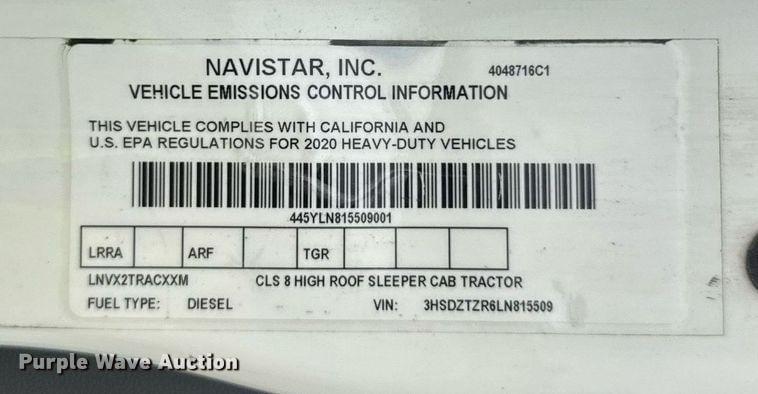 NAVISTAR, INC. 4048716C1
VEHICLE EMISSIONS CONTROL INFORMATION
THIS VEHICLE COMPLIES WITH CALIFORNIA AND
U.S. EPA REGULATIONS FOR 2020 HEAVY-DUTY VEHICLES
445YLN815509001
LRRA ARF TGR
LNVX2TRACXXM CLS 8 HIGH ROOF SLEEPER CAB TRACTOR
FUEL TYPE: DIESEL VIN: 3HSDZTZR6LN815509
Purple Wave Auction